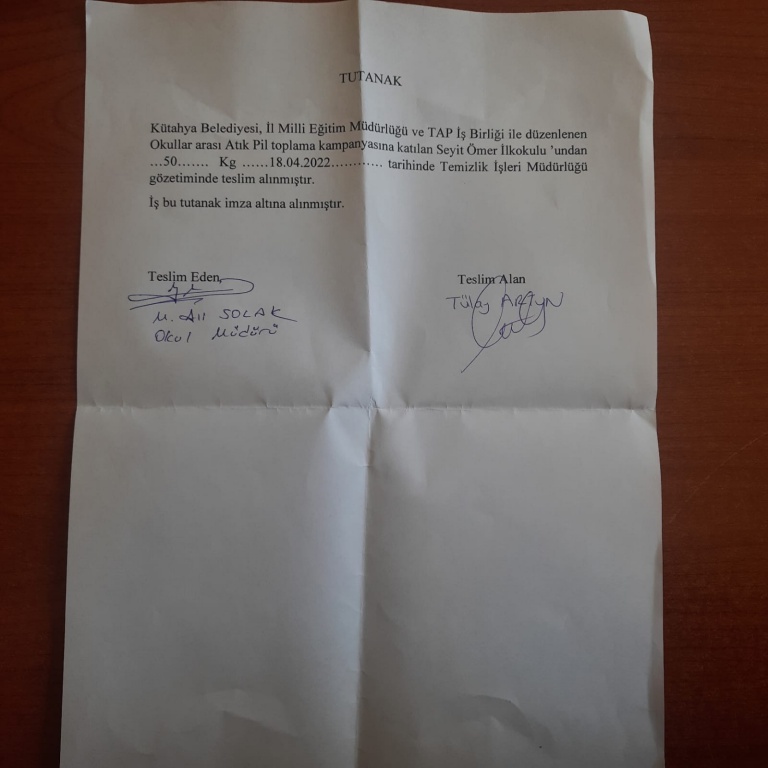 TUTANAK
Kütahya Belediyesi, İl Milli Eğitim Müdürlüğü ve TAP İş Birliği ile düzenlenen
Okullar arası Atık Pil toplama kampanyasına katılan Seyit Ömer İlkokulu ’undan
...50....... Kg ......18.04.2022............ tarihinde Temizlik İşleri Müdürlüğü
gözetiminde teslim alınmıştır.
İş bu tutanak imza altına alınmıştır.
Teslim Eden,
M. Ali SOLAK
Okul Müdürü
Teslim Alan
Tülay